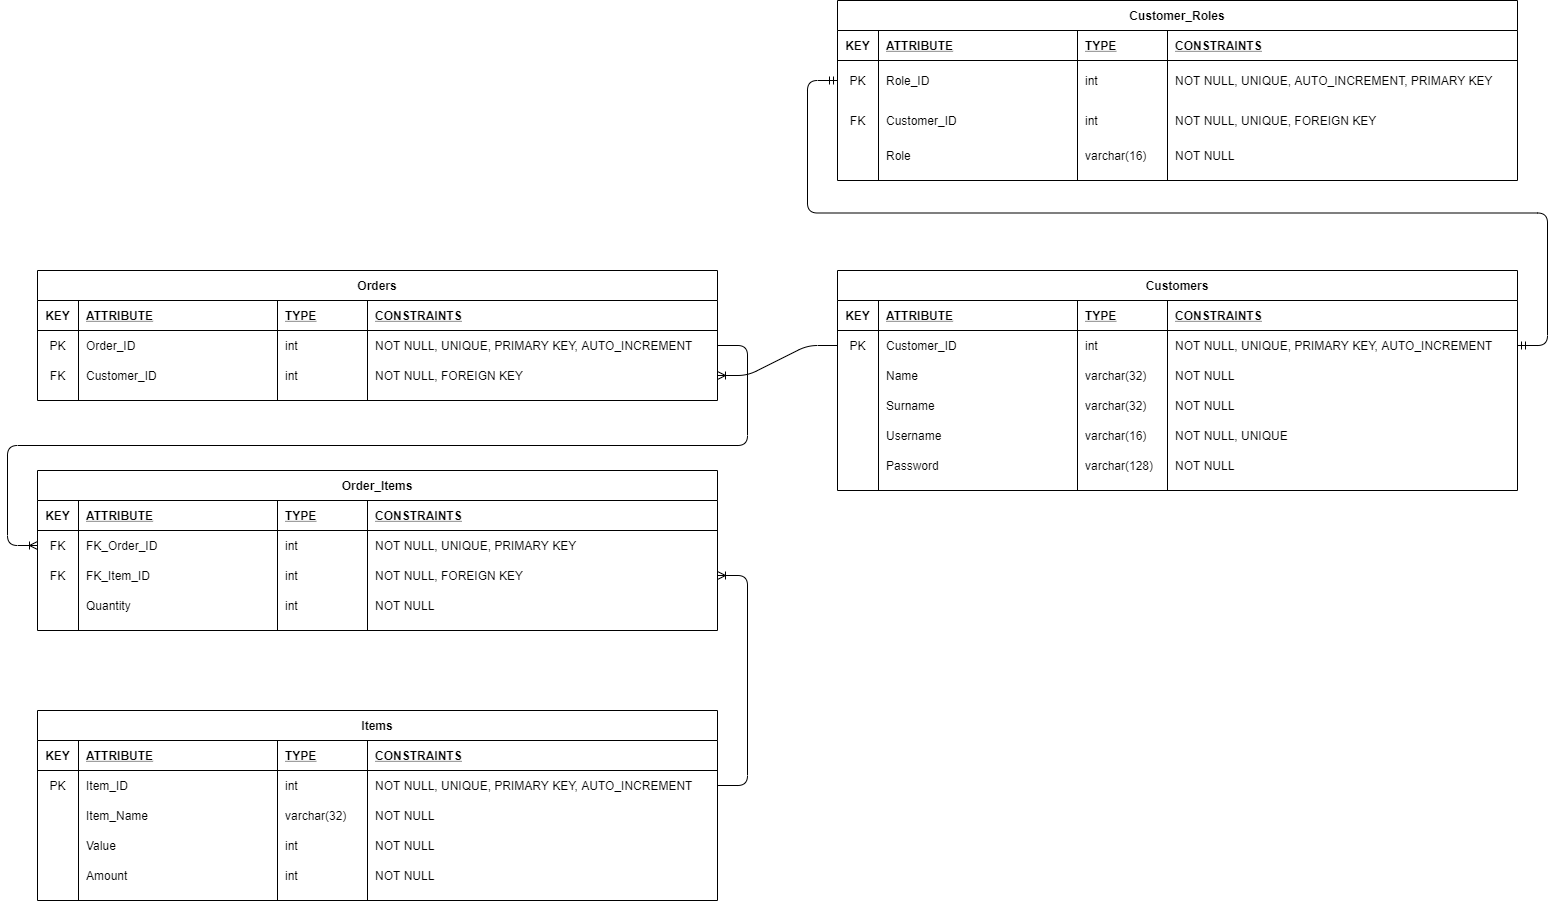 Customer_Roles
KEY ATTRIBUTE TYPE CONSTRAINTS
PK Role_ID int NOT NULL, UNIQUE, AUTO_INCREMENT, PRIMARY KEY
FK Customer_ID int NOT NULL, UNIQUE, FOREIGN KEY
Role varchar(16) NOT NULL
Orders
KEY ATTRIBUTE TYPE CONSTRAINTS
PK Order_ID int NOT NULL, UNIQUE, PRIMARY KEY, AUTO_INCREMENT
FK Customer_ID int NOT NULL, FOREIGN KEY
Customers
KEY ATTRIBUTE TYPE CONSTRAINTS
PK Customer_ID int NOT NULL, UNIQUE, PRIMARY KEY, AUTO_INCREMENT
Name varchar(32) NOT NULL
Surname varchar(32) NOT NULL
Username varchar(16) NOT NULL, UNIQUE
Password varchar(128) NOT NULL
Order_Items
KEY ATTRIBUTE TYPE CONSTRAINTS
FK FK_Order_ID int NOT NULL, UNIQUE, PRIMARY KEY
FK FK_Item_ID int NOT NULL, FOREIGN KEY
Quantity int NOT NULL
Items
KEY ATTRIBUTE TYPE CONSTRAINTS
PK Item_ID int NOT NULL, UNIQUE, PRIMARY KEY, AUTO_INCREMENT
Item_Name varchar(32) NOT NULL
Value int NOT NULL
Amount int NOT NULL